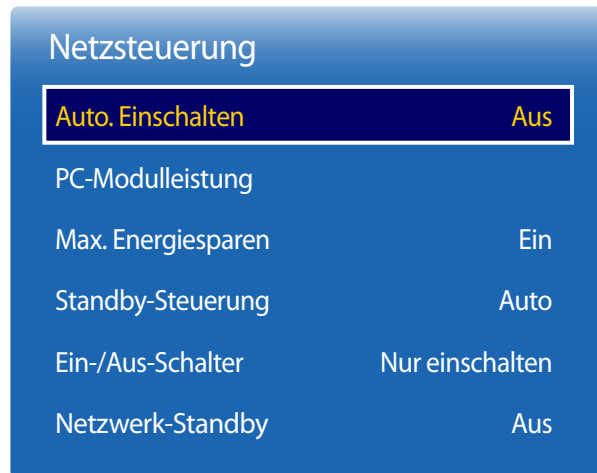 Netzsteuerung
Auto. Einschalten Aus
PC-Modulleistung
Max. Energiesparen Ein
Standby-Steuerung Auto
Ein-/Aus-Schalter Nur einschalten
Netzwerk-Standby Aus